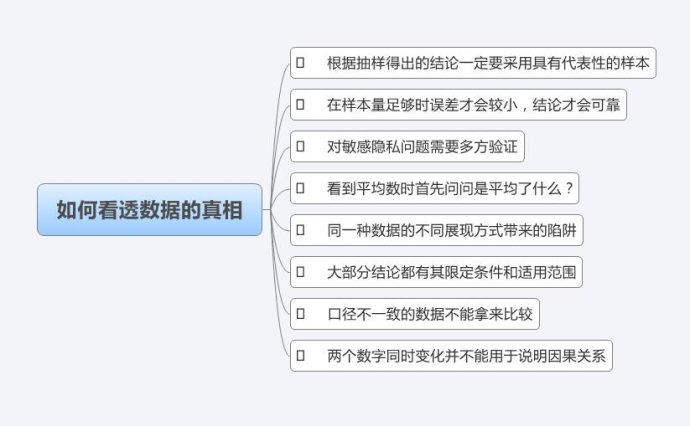 如何看透数据的真相
根据抽样得出的结论一定要采用具有代表性的样本
在样本量足够时误差才会较小，结论才会可靠
对敏感隐私问题需要多方验证
看到平均数时首先问问是平均了什么？
同一种数据的不同展现方式带来的陷阱
大部分结论都有其限定条件和适用范围
口径不一致的数据不能拿来比较
两个数字同时变化并不能用于说明因果关系